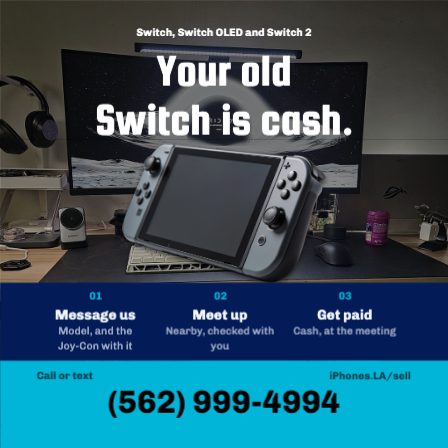 Switch, Switch OLED and Switch 2
Your old
Switch is cash.
01
Message us
Model, and the
Joy-Con with it
02
Meet up
Nearby, checked with
you
03
Get paid
Cash, at the meeting
Call or text
iPhones.LA/sell
(562) 999-4994